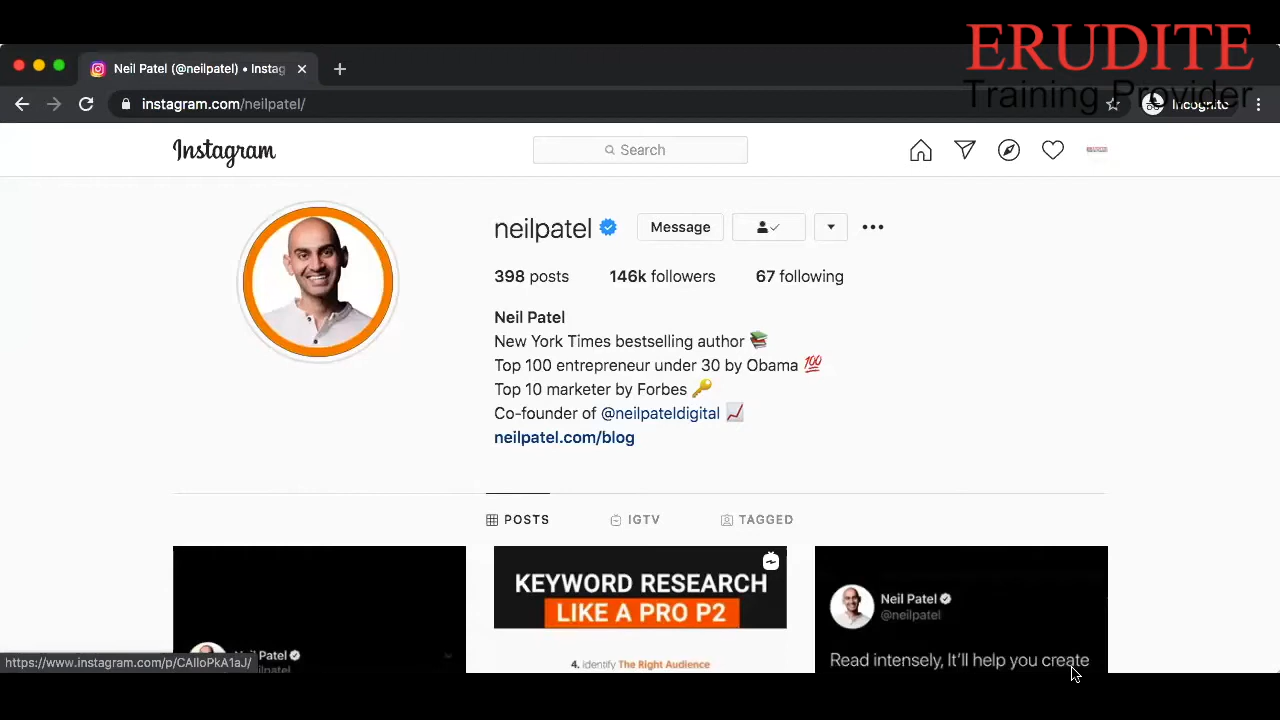 ERUDITE
Training Provider
Neil Patel (@neilpatel) • Instag
instagram.com/neilpatel/
Incognito
Instagram
Search
neilpatel
Message
398 posts 146k followers 67 following
Neil Patel
New York Times bestselling author
Top 100 entrepreneur under 30 by Obama 💯
Top 10 marketer by Forbes
Co-founder of @neilpateldigital
neilpatel.com/blog
POSTS IGTV TAGGED
KEYWORD RESEARCH
LIKE A PRO P2
4. identify The Right Audience
Neil Patel
@neilpatel
Read intensely, It'll help you create
https://www.instagram.com/p/CAlloPkA1aJ/